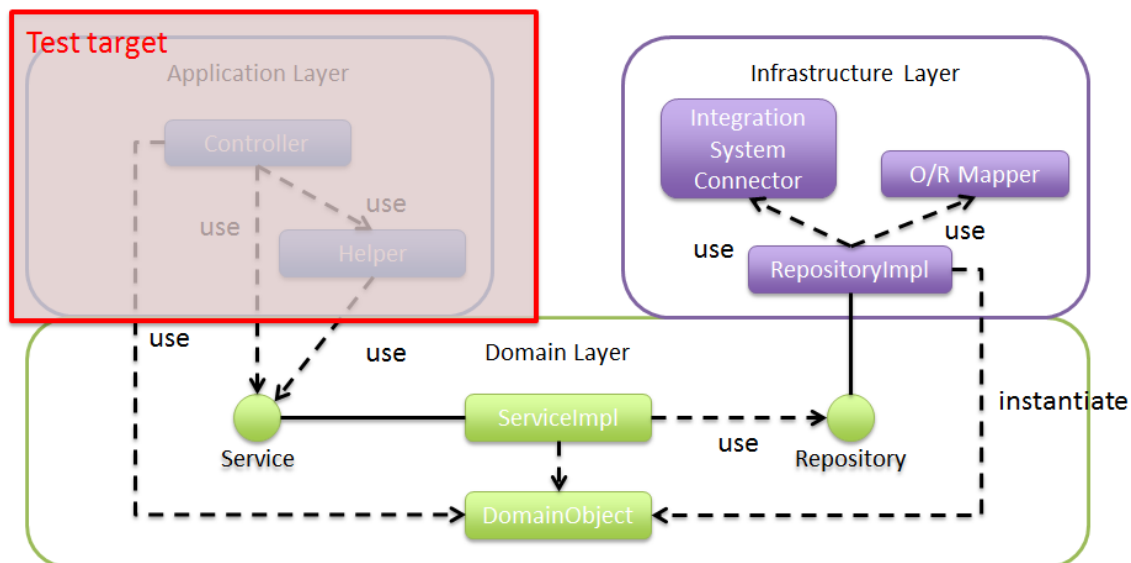 Test target
Application Layer
Controller
use
use
Helper
use
use
Infrastructure Layer
Integration
System
Connector
O/R Mapper
use
use
RepositoryImpl
Domain Layer
ServiceImpl
use
Service
Repository
instantiate
DomainObject